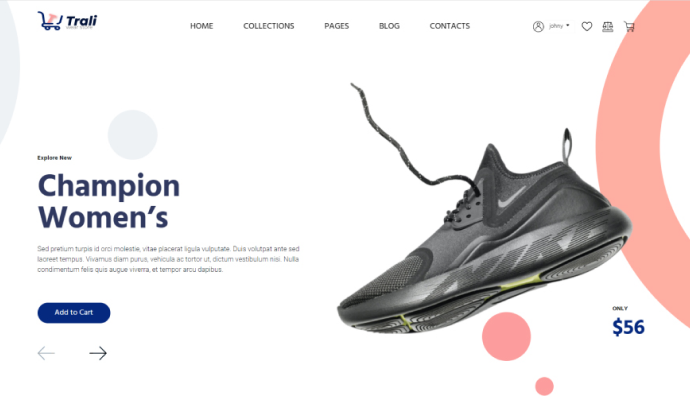 Trali
HOME COLLECTIONS PAGES BLOG CONTACTS
johny
Explore New
Champion
Women's
Sed pretium turpis id orci molestie, vitae placerat ligula vulputate. Duis volutpat ante sed
laoreet tempus. Vivamus diam purus, vehicula ac tortor ut, dictum vestibulum nisi. Nulla
condimentum felis quis augue viverra, et tempor arcu dapibus.
Add to Cart
ONLY
$56